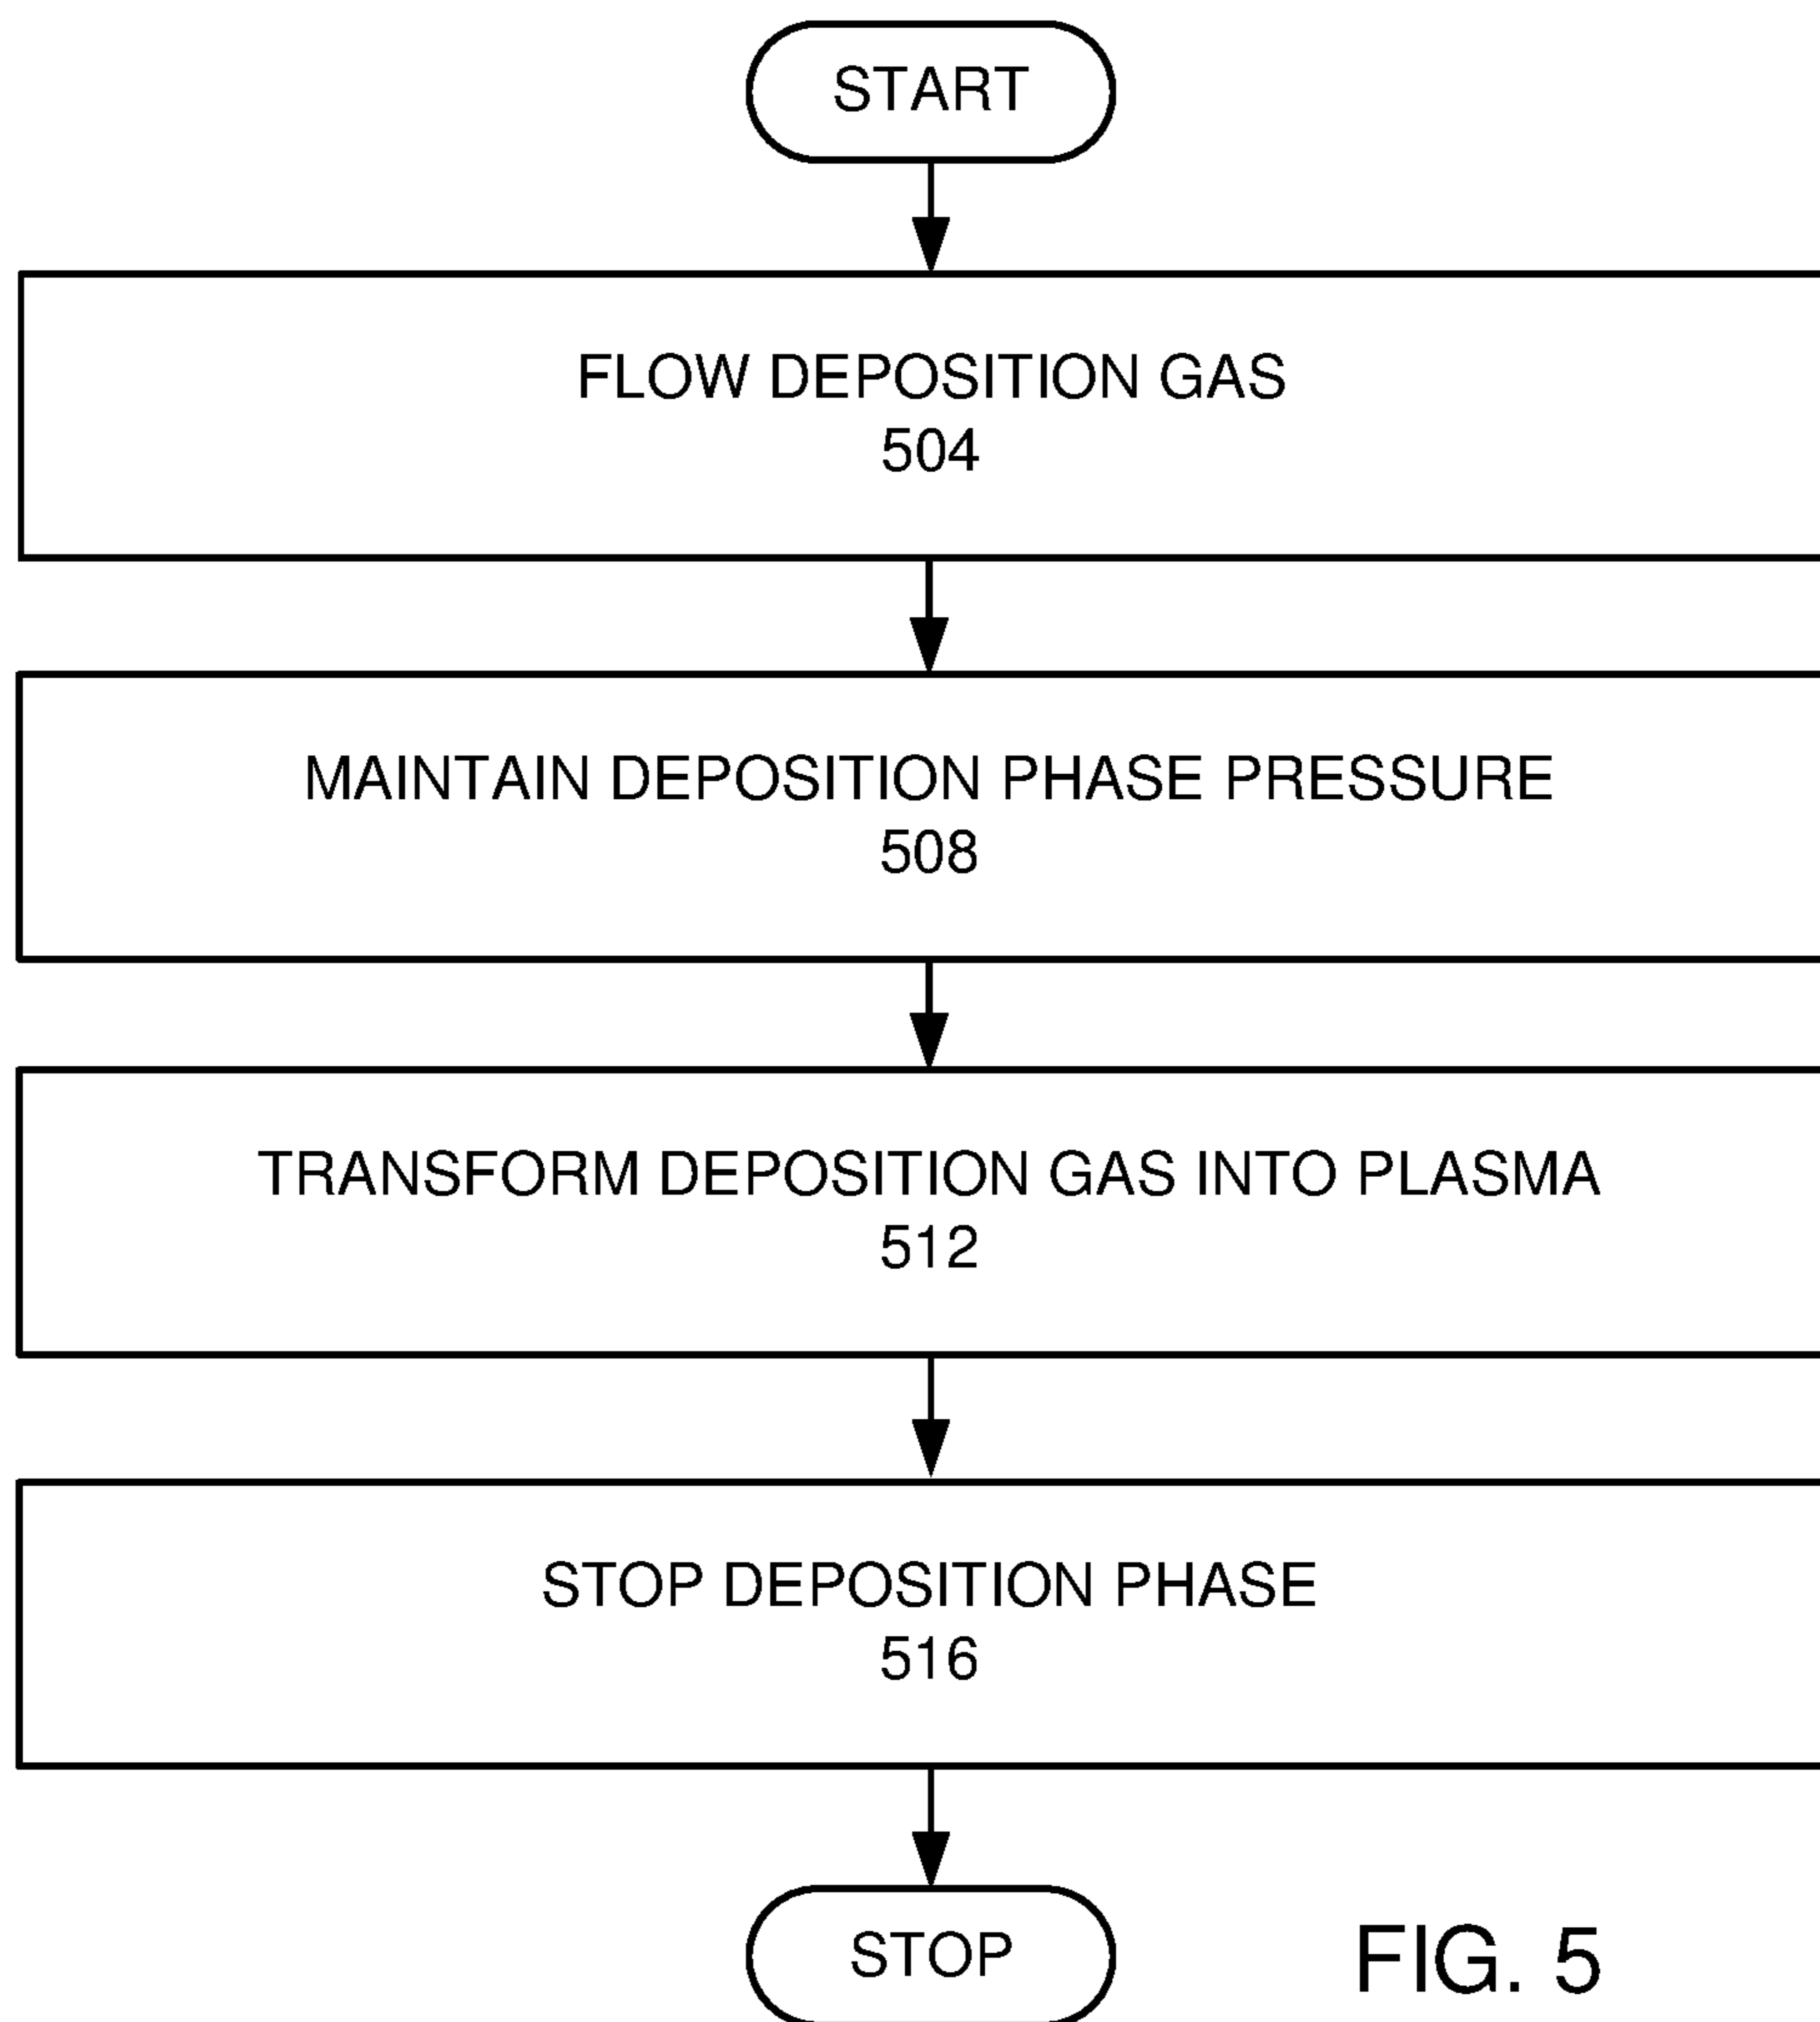 START
FLOW DEPOSITION GAS
504
MAINTAIN DEPOSITION PHASE PRESSURE
508
TRANSFORM DEPOSITION GAS INTO PLASMA
512
STOP DEPOSITION PHASE
516
STOP
FIG. 5